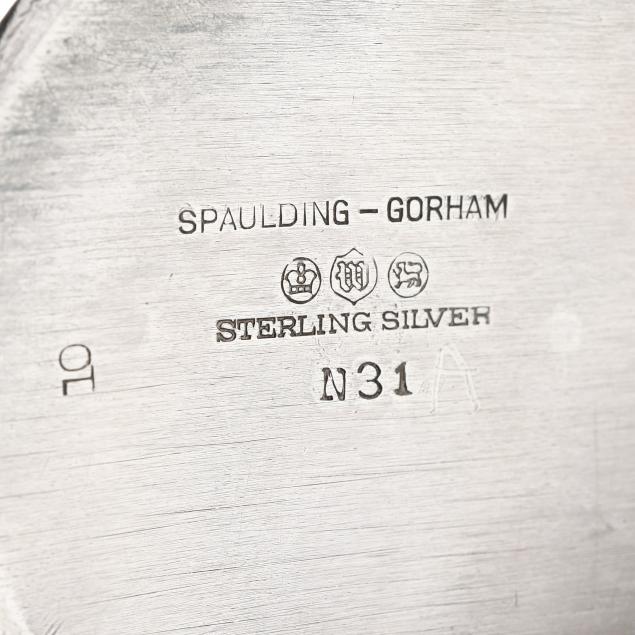 SPAULDING – GORHAM
W
STERLING SILVER
N31 A
10